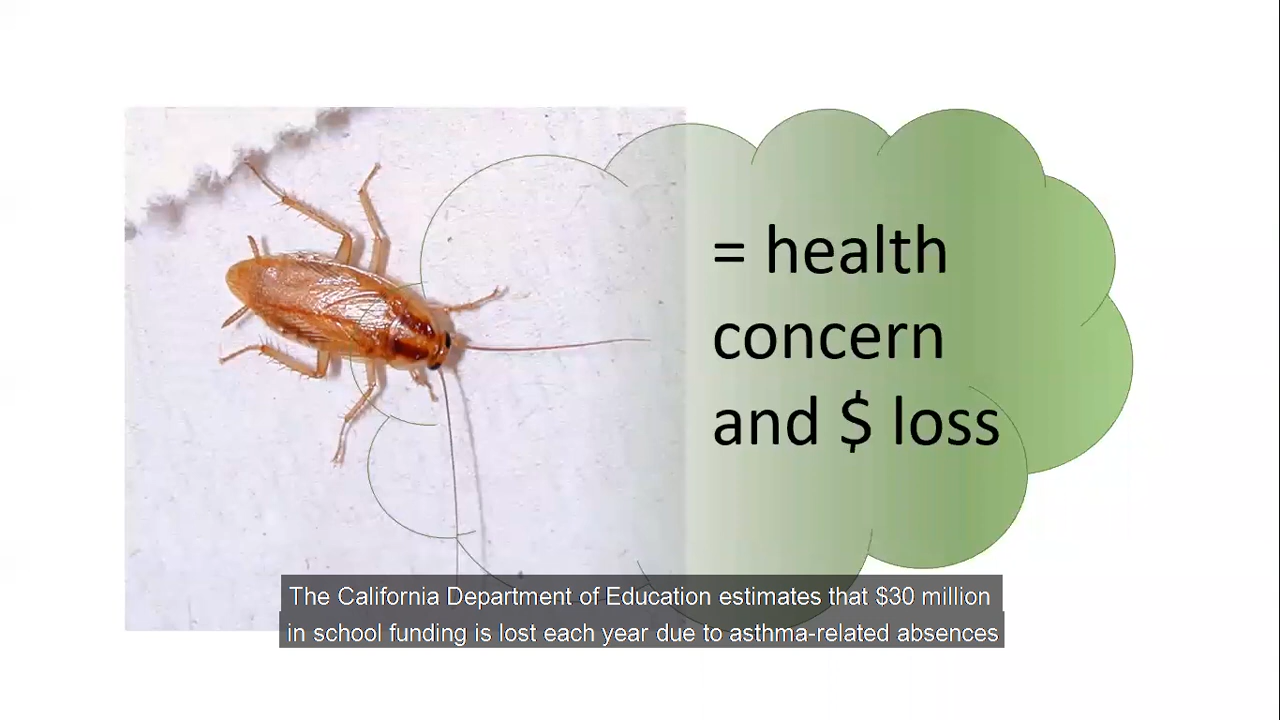 = health
concern
and $ loss
The California Department of Education estimates that $30 million
in school funding is lost each year due to asthma-related absences